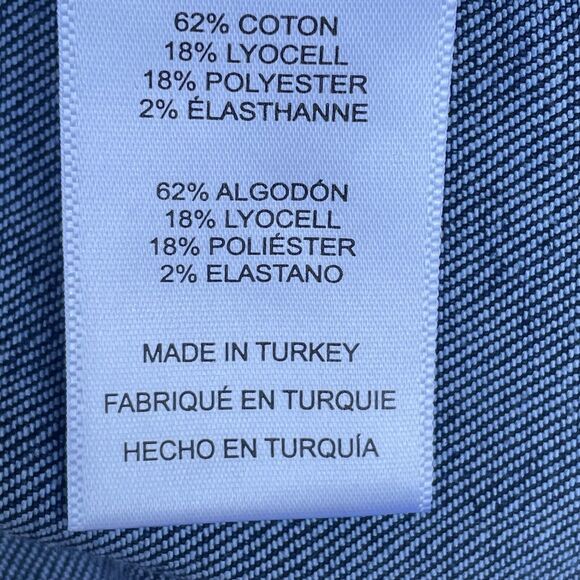 62% COTON
18% LYOCELL
18% POLYESTER
2% ÉLASTHANNE
62% ALGODÓN
18% LYOCELL
18% POLIÉSTER
2% ELASTANO
MADE IN TURKEY
FABRIQUÉ EN TURQUIE
HECHO EN TURQUÍA